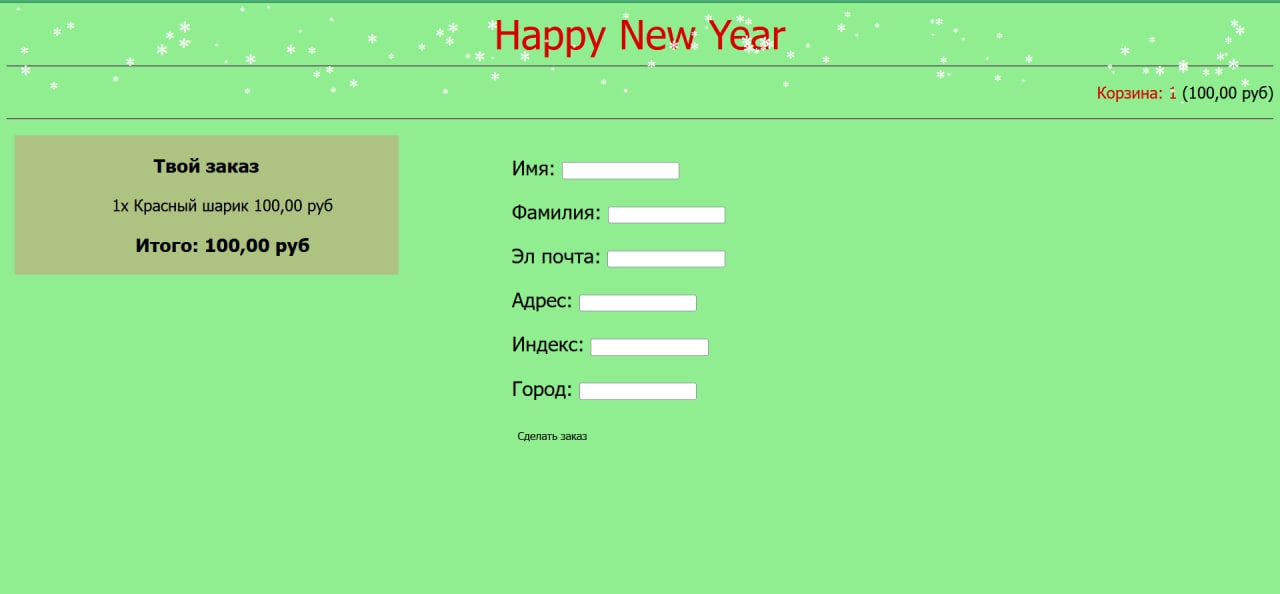 Happy New Year
Корзина: 1 (100,00 руб)
Твой заказ
1x Красный шарик 100,00 руб
Итого: 100,00 руб
Имя:
Фамилия:
Эл почта:
Адрес:
Индекс:
Город:
Сделать заказ